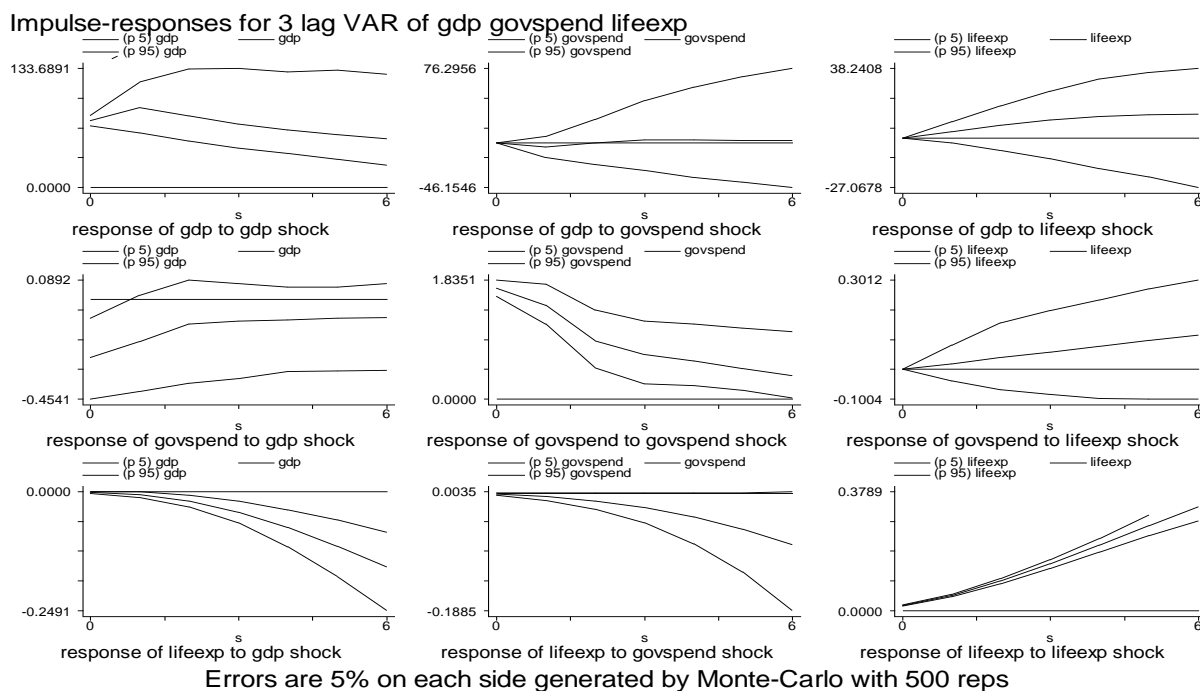 Impulse-responses for 3 lag VAR of gdp govspend lifeexp
(p 5) gdp gdp
(p 95) gdp
133.6891
0.0000
0 6
s
response of gdp to gdp shock
(p 5) govspend govspend
(p 95) govspend
76.2956
-46.1546
0 6
s
response of gdp to govspend shock
(p 5) lifeexp lifeexp
(p 95) lifeexp
38.2408
-27.0678
0 6
s
response of gdp to lifeexp shock
(p 5) gdp gdp
(p 95) gdp
0.0892
-0.4541
0 6
s
response of govspend to gdp shock
(p 5) govspend govspend
(p 95) govspend
1.8351
0.0000
0 6
s
response of govspend to govspend shock
(p 5) lifeexp lifeexp
(p 95) lifeexp
0.3012
-0.1004
0 6
s
response of govspend to lifeexp shock
(p 5) gdp gdp
(p 95) gdp
0.0000
-0.2491
0 6
s
response of lifeexp to gdp shock
(p 5) govspend govspend
(p 95) govspend
0.0035
-0.1885
0 6
s
response of lifeexp to govspend shock
(p 5) lifeexp lifeexp
(p 95) lifeexp
0.3789
0.0000
0 6
s
response of lifeexp to lifeexp shock
Errors are 5% on each side generated by Monte-Carlo with 500 reps